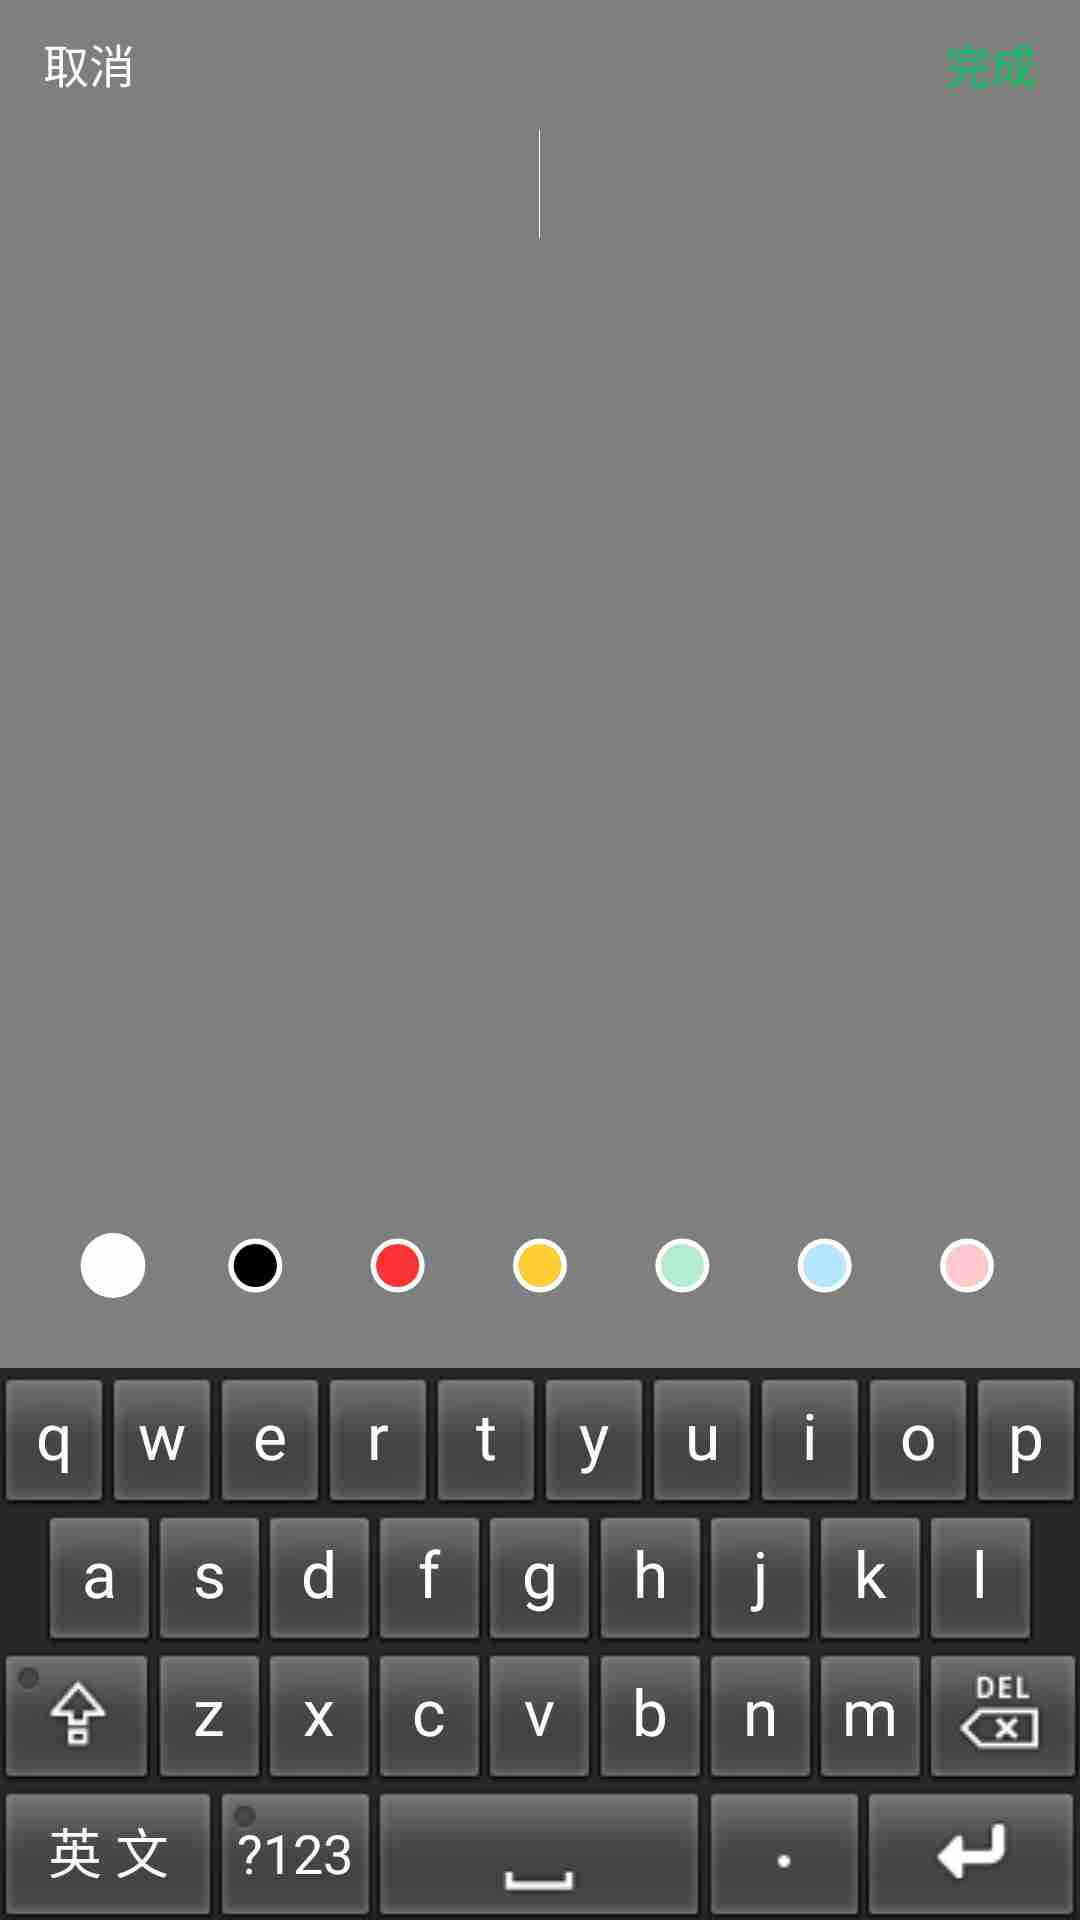 取消 完成
q w e r t y u i o p
a s d f g h j k l
z x c v b n m DEL
英文 ?123 .